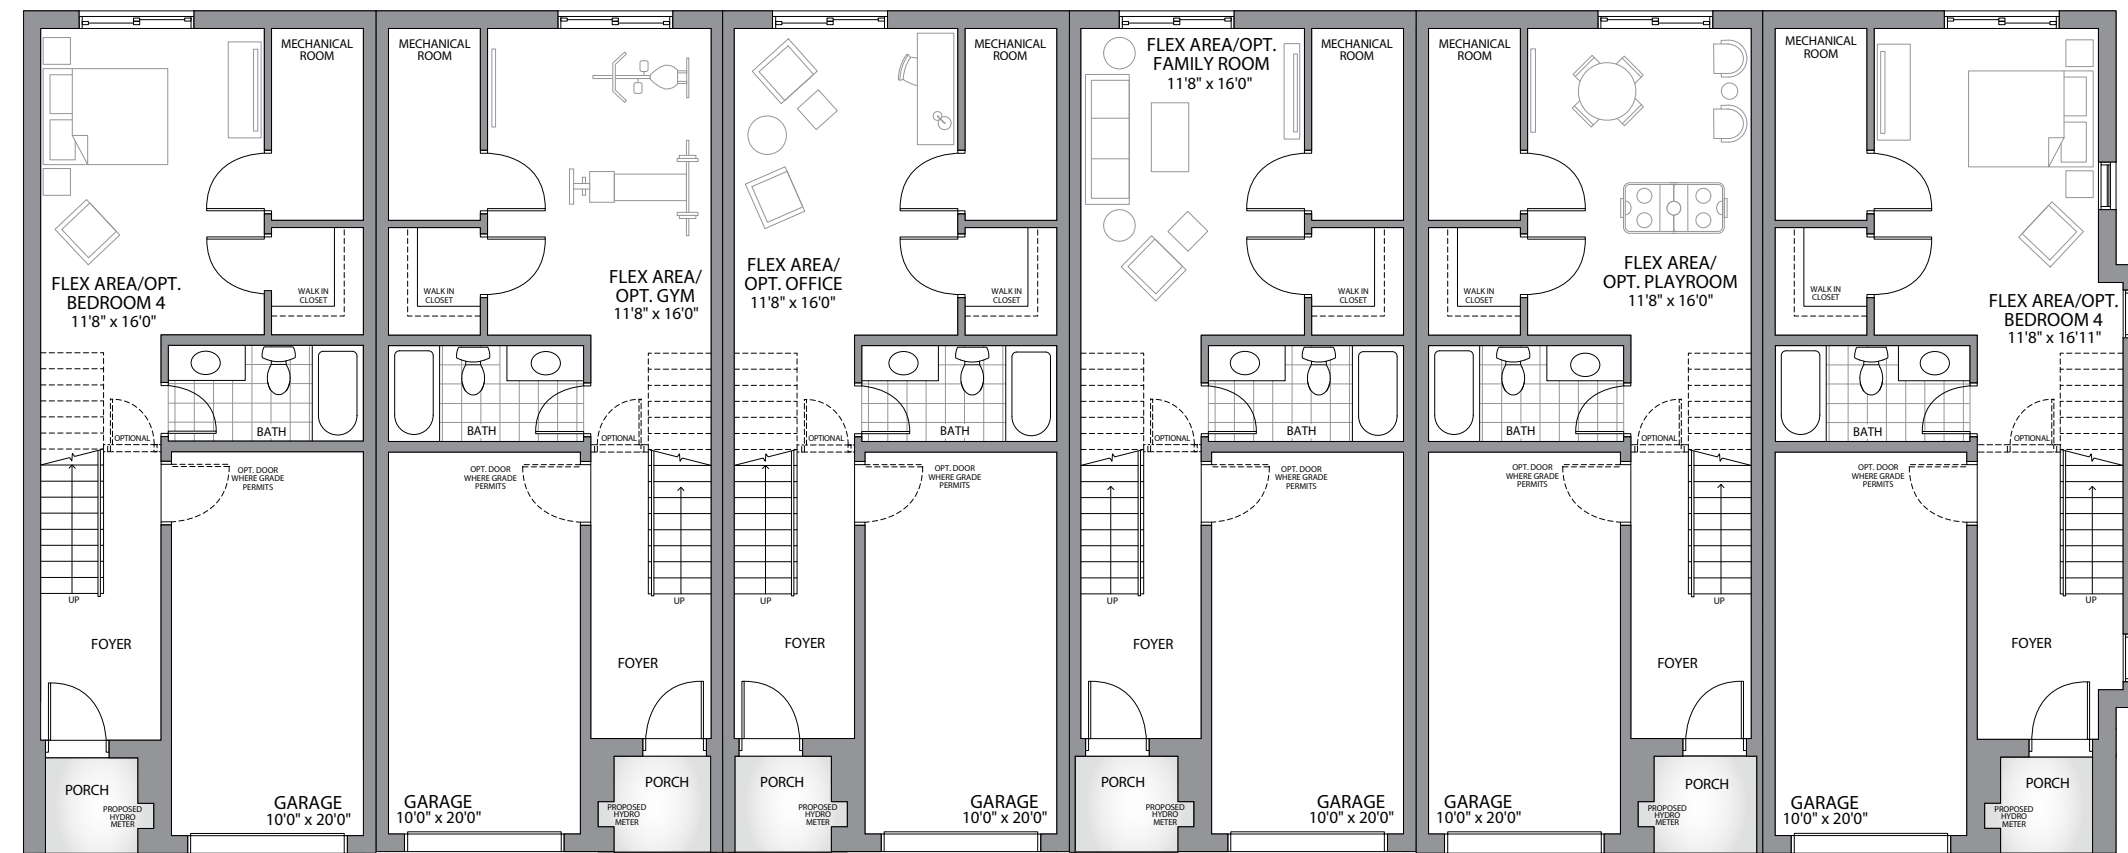 MECHANICAL
ROOM
FLEX AREA/OPT.
BEDROOM 4
11'8" x 16'0"
WALK IN
CLOSET
BATH
OPTIONAL
OPT. DOOR
WHERE GRADE
PERMITS
UP
FOYER
PORCH
PROPOSED
HYDRO
METER
GARAGE
10'0" x 20'0"
MECHANICAL
ROOM
FLEX AREA/
OPT. GYM
11'8" x 16'0"
WALK IN
CLOSET
BATH
OPTIONAL
OPT. DOOR
WHERE GRADE
PERMITS
UP
FOYER
PORCH
PROPOSED
HYDRO
METER
GARAGE
10'0" x 20'0"
MECHANICAL
ROOM
FLEX AREA/
OPT. OFFICE
11'8" x 16'0"
WALK IN
CLOSET
BATH
OPTIONAL
OPT. DOOR
WHERE GRADE
PERMITS
UP
FOYER
PORCH
PROPOSED
HYDRO
METER
GARAGE
10'0" x 20'0"
FLEX AREA/OPT.
FAMILY ROOM
11'8" x 16'0"
MECHANICAL
ROOM
WALK IN
CLOSET
BATH
OPTIONAL
OPT. DOOR
WHERE GRADE
PERMITS
UP
FOYER
PORCH
PROPOSED
HYDRO
METER
GARAGE
10'0" x 20'0"
MECHANICAL
ROOM
FLEX AREA/
OPT. PLAYROOM
11'8" x 16'0"
WALK IN
CLOSET
BATH
OPTIONAL
OPT. DOOR
WHERE GRADE
PERMITS
UP
FOYER
PORCH
PROPOSED
HYDRO
METER
GARAGE
10'0" x 20'0"
MECHANICAL
ROOM
WALK IN
CLOSET
FLEX AREA/OPT.
BEDROOM 4
11'8" x 16'11"
BATH
OPTIONAL
OPT. DOOR
WHERE GRADE
PERMITS
UP
FOYER
PORCH
PROPOSED
HYDRO
METER
GARAGE
10'0" x 20'0"